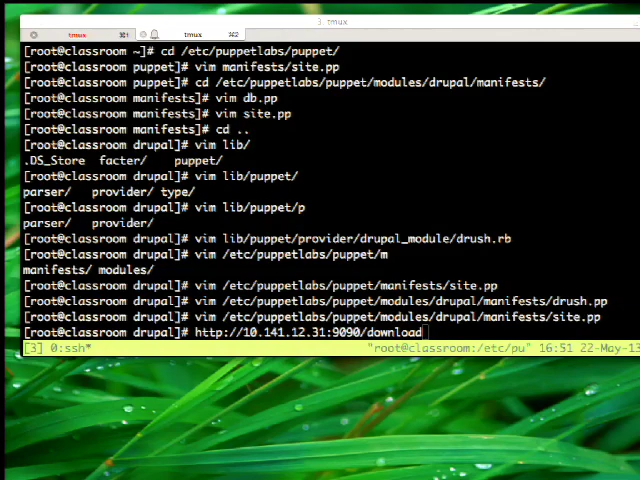 3. tmux
tmux ⌘1 tmux ⌘2
[root@classroom ~]# cd /etc/puppetlabs/puppet/
[root@classroom puppet]# vim manifests/site.pp
[root@classroom puppet]# cd /etc/puppetlabs/puppet/modules/drupal/manifests/
[root@classroom manifests]# vim db.pp
[root@classroom manifests]# vim site.pp
[root@classroom manifests]# cd ..
[root@classroom drupal]# vim lib/
.DS_Store facter/ puppet/
[root@classroom drupal]# vim lib/puppet/
parser/ provider/ type/
[root@classroom drupal]# vim lib/puppet/p
parser/ provider/
[root@classroom drupal]# vim lib/puppet/provider/drupal_module/drush.rb
[root@classroom drupal]# vim /etc/puppetlabs/puppet/m
manifests/ modules/
[root@classroom drupal]# vim /etc/puppetlabs/puppet/manifests/site.pp
[root@classroom drupal]# vim /etc/puppetlabs/puppet/modules/drupal/manifests/drush.pp
[root@classroom drupal]# vim /etc/puppetlabs/puppet/modules/drupal/manifests/site.pp
[root@classroom drupal]# http://10.141.12.31:9090/download
[3] 0:ssh* "root@classroom:/etc/pu" 16:51 22-May-13